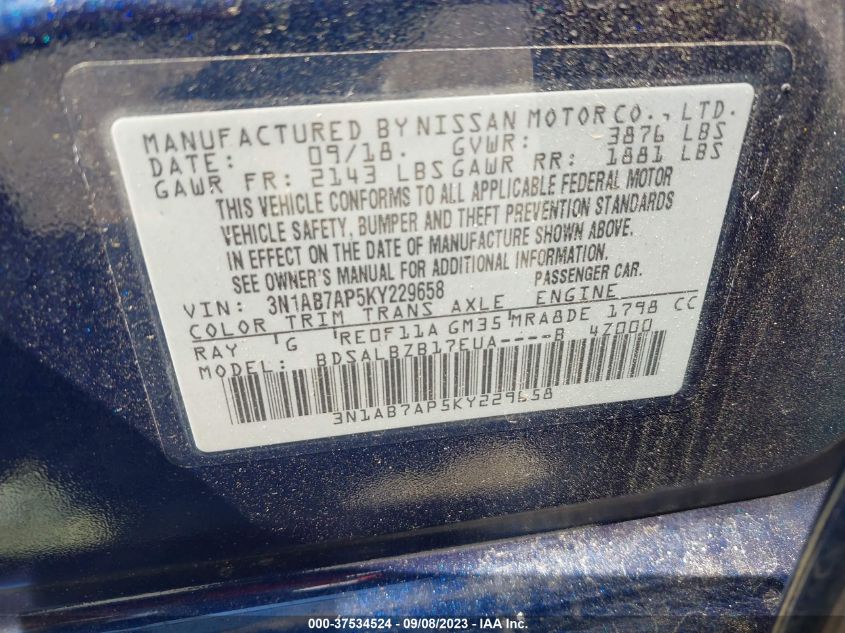 MANUFACTURED BY NISSAN MOTOR CO., LTD.
DATE: 09/18. GVWR: 3876 LBS
GAWR FR: 2143 LBS GAWR RR: 1881 LBS
THIS VEHICLE CONFORMS TO ALL APPLICABLE FEDERAL MOTOR
VEHICLE SAFETY, BUMPER AND THEFT PREVENTION STANDARDS
IN EFFECT ON THE DATE OF MANUFACTURE SHOWN ABOVE.
SEE OWNER'S MANUAL FOR ADDITIONAL INFORMATION.
VIN: 3N1AB7AP5KY229658 PASSENGER CAR.
COLOR TRIM TRANS AXLE ENGINE
RAY G RE0F11A GM35 MRA8DE 1798 CC
MODEL: BDSALBZB17EUA----B 4Z000
3N1AB7AP5KY229658
000-37534524 - 09/08/2023 - IAA Inc.